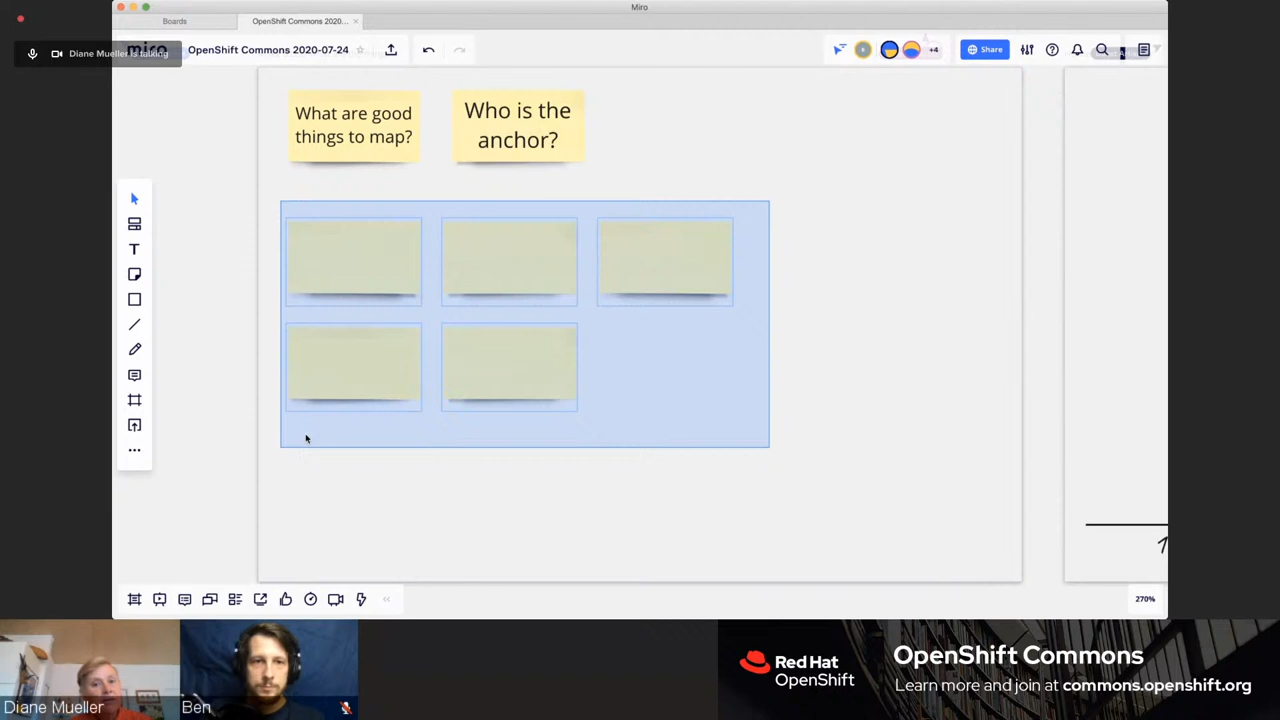 Miro
Boards
OpenShift Commons 2020...
Diane Mueller is talking
OpenShift Commons 2020-07-24
+4
Share
What are good
things to map?
Who is the
anchor?
T
270%
Diane Mueller
Ben
Red Hat
OpenShift
OpenShift Commons
Learn more and join at commons.openshift.org